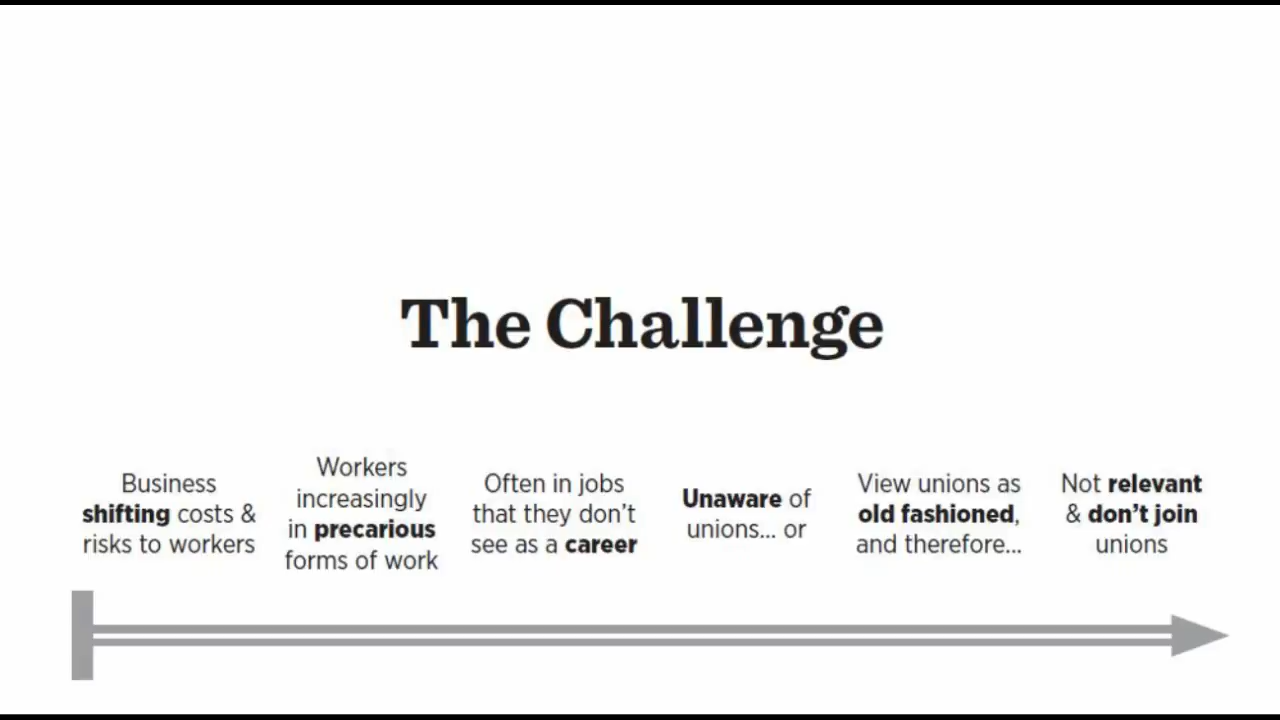 The Challenge
Business
shifting costs &
risks to workers
Workers
increasingly
in precarious
forms of work
Often in jobs
that they don't
see as a career
Unaware of
unions... or
View unions as
old fashioned,
and therefore...
Not relevant
& don't join
unions